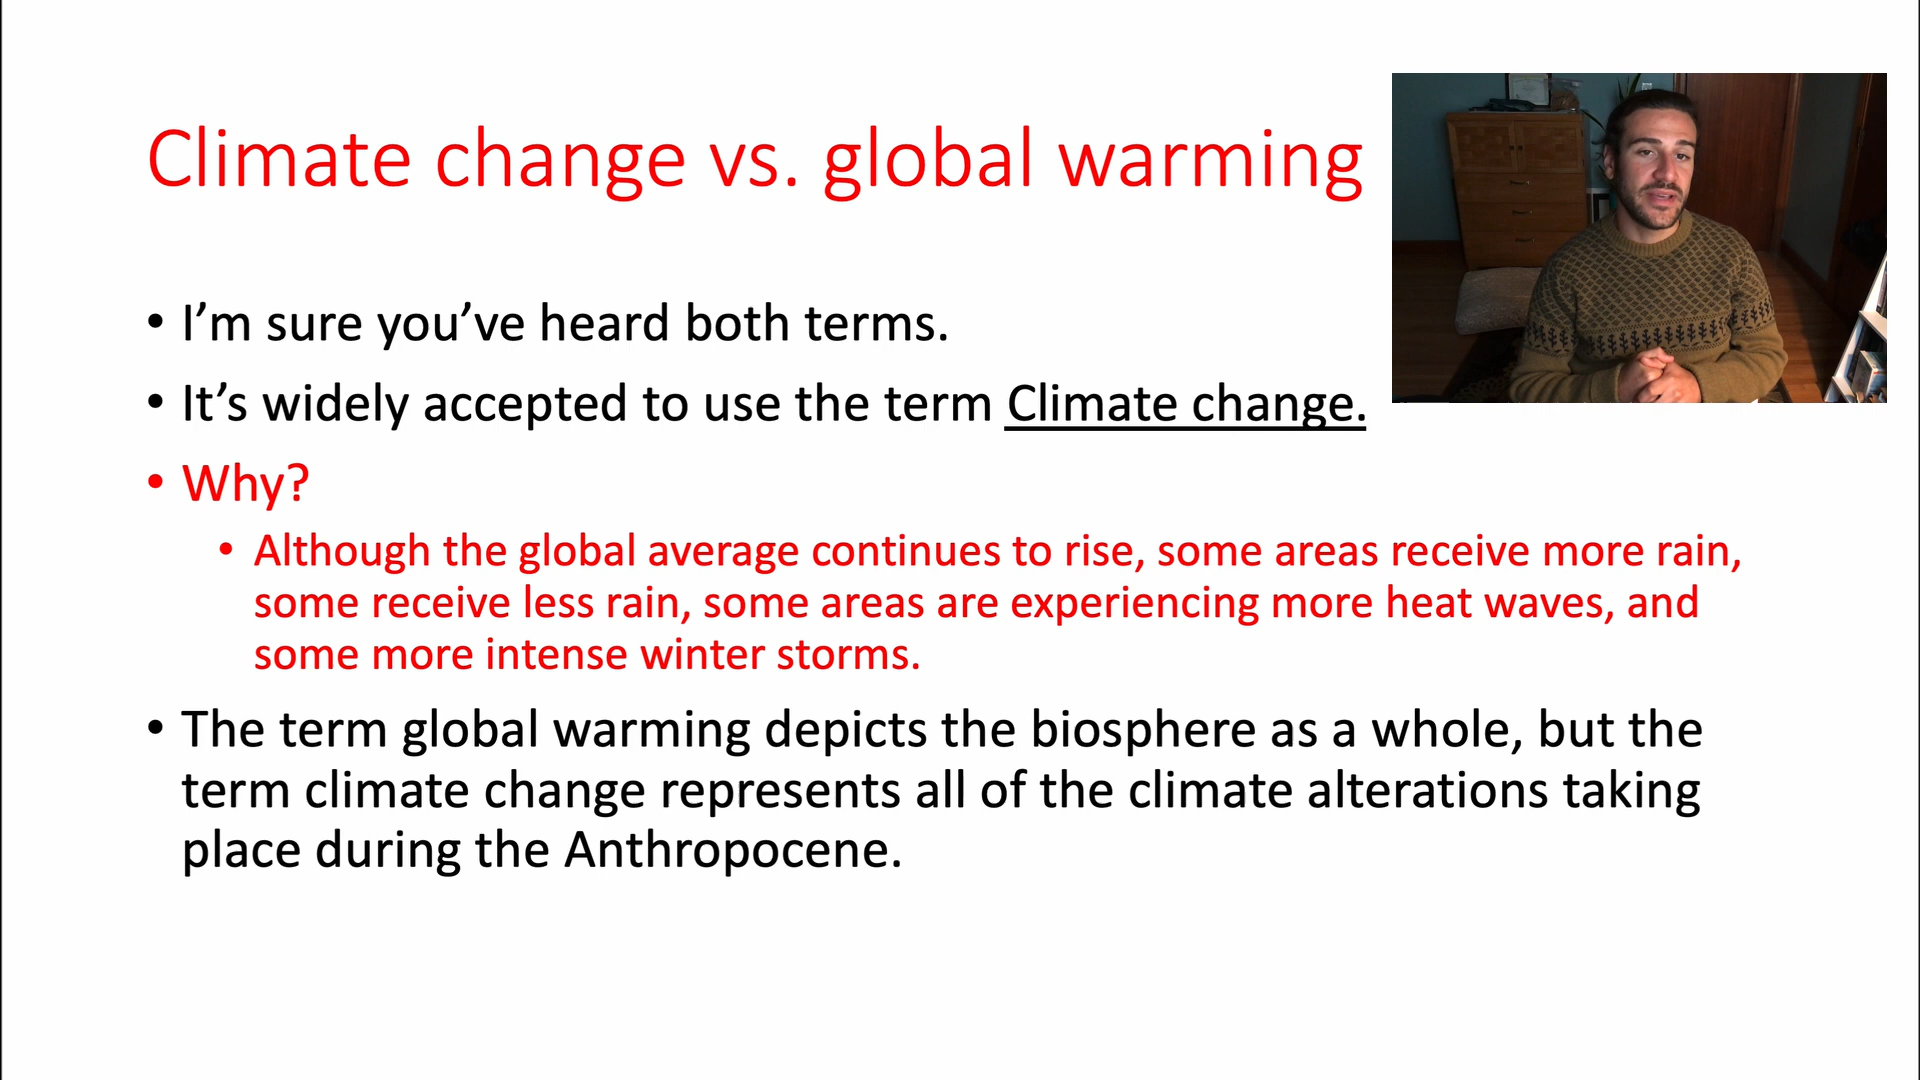 Climate change vs. global warming
• I’m sure you’ve heard both terms.
• It’s widely accepted to use the term Climate change.
• Why?
• Although the global average continues to rise, some areas receive more rain,
some receive less rain, some areas are experiencing more heat waves, and
some more intense winter storms.
• The term global warming depicts the biosphere as a whole, but the
term climate change represents all of the climate alterations taking
place during the Anthropocene.